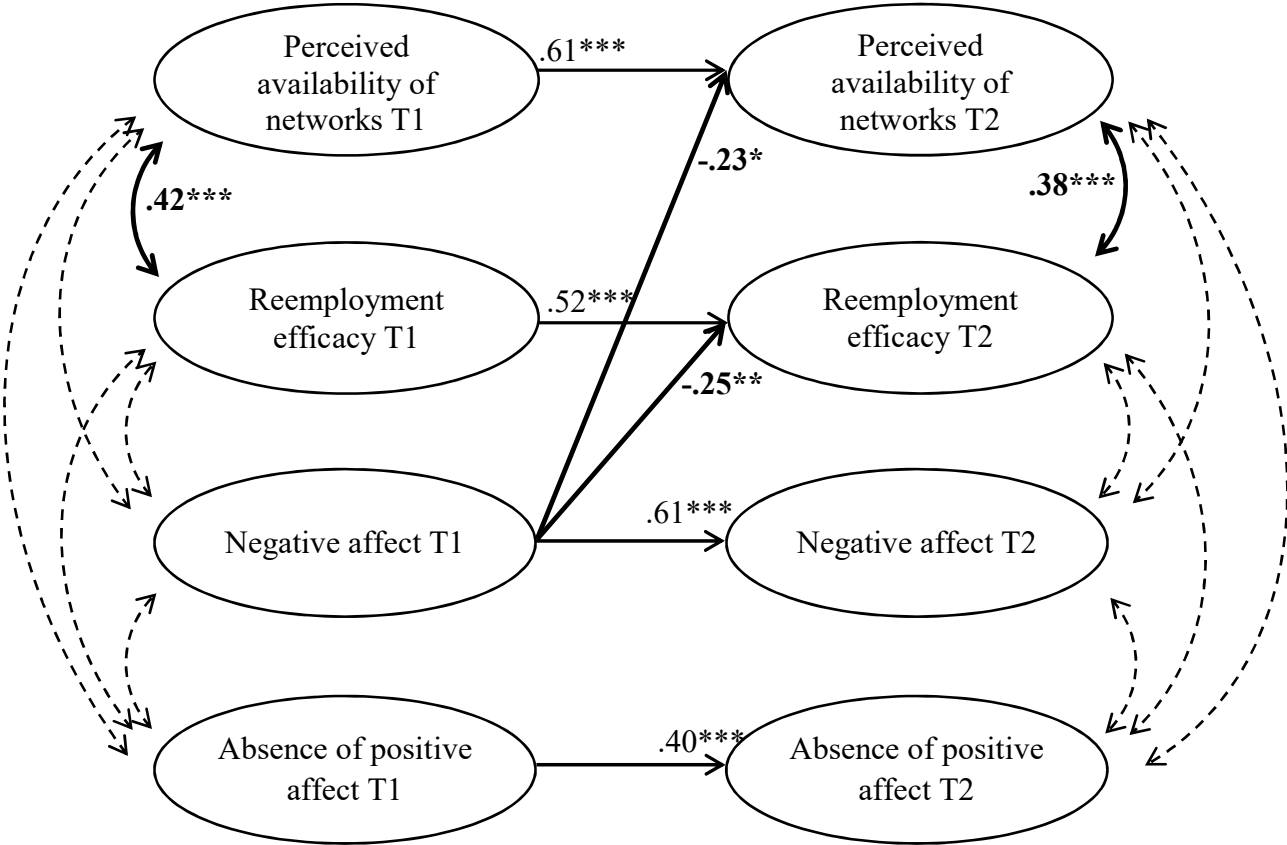 Perceived
availability of
networks T1
.61***
Perceived
availability of
networks T2
-.23*
.42***
.38***
Reemployment
efficacy T1
.52***
Reemployment
efficacy T2
-.25**
Negative affect T1
.61***
Negative affect T2
Absence of positive
affect T1
.40***
Absence of positive
affect T2